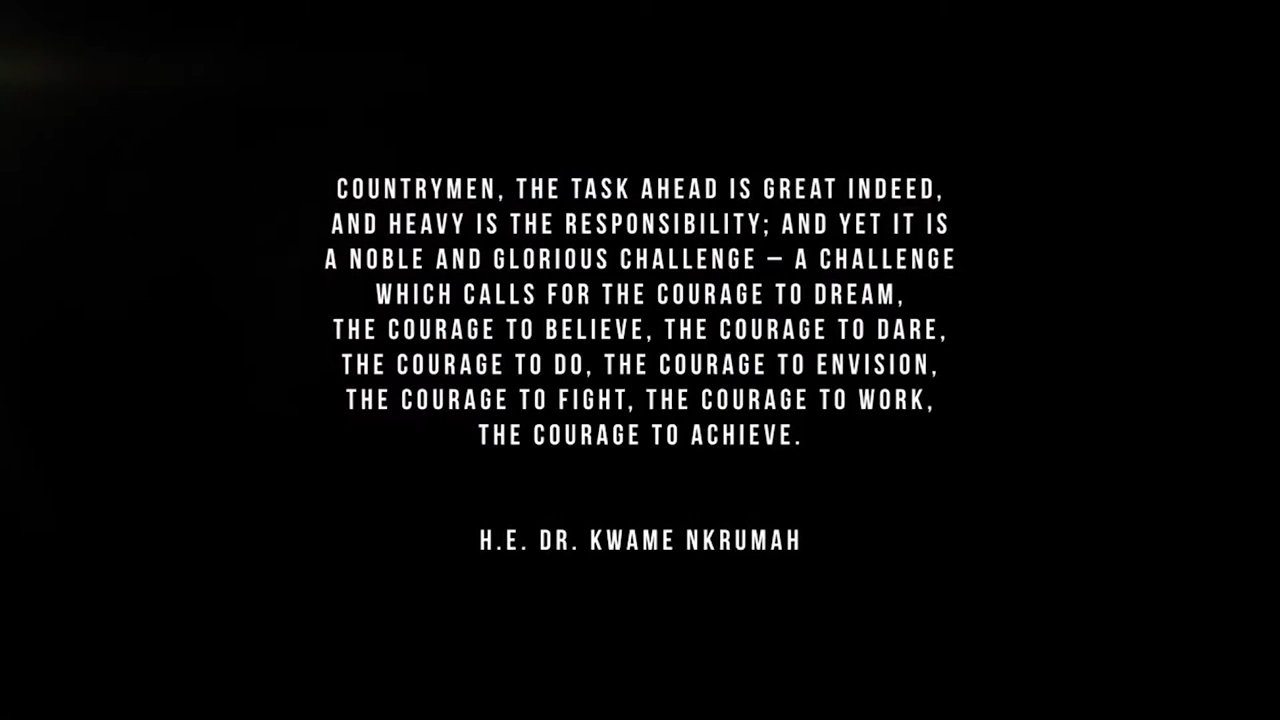 COUNTRYMEN, THE TASK AHEAD IS GREAT INDEED,
AND HEAVY IS THE RESPONSIBILITY; AND YET IT IS
A NOBLE AND GLORIOUS CHALLENGE – A CHALLENGE
WHICH CALLS FOR THE COURAGE TO DREAM,
THE COURAGE TO BELIEVE, THE COURAGE TO DARE,
THE COURAGE TO DO, THE COURAGE TO ENVISION,
THE COURAGE TO FIGHT, THE COURAGE TO WORK,
THE COURAGE TO ACHIEVE.
H.E. DR. KWAME NKRUMAH